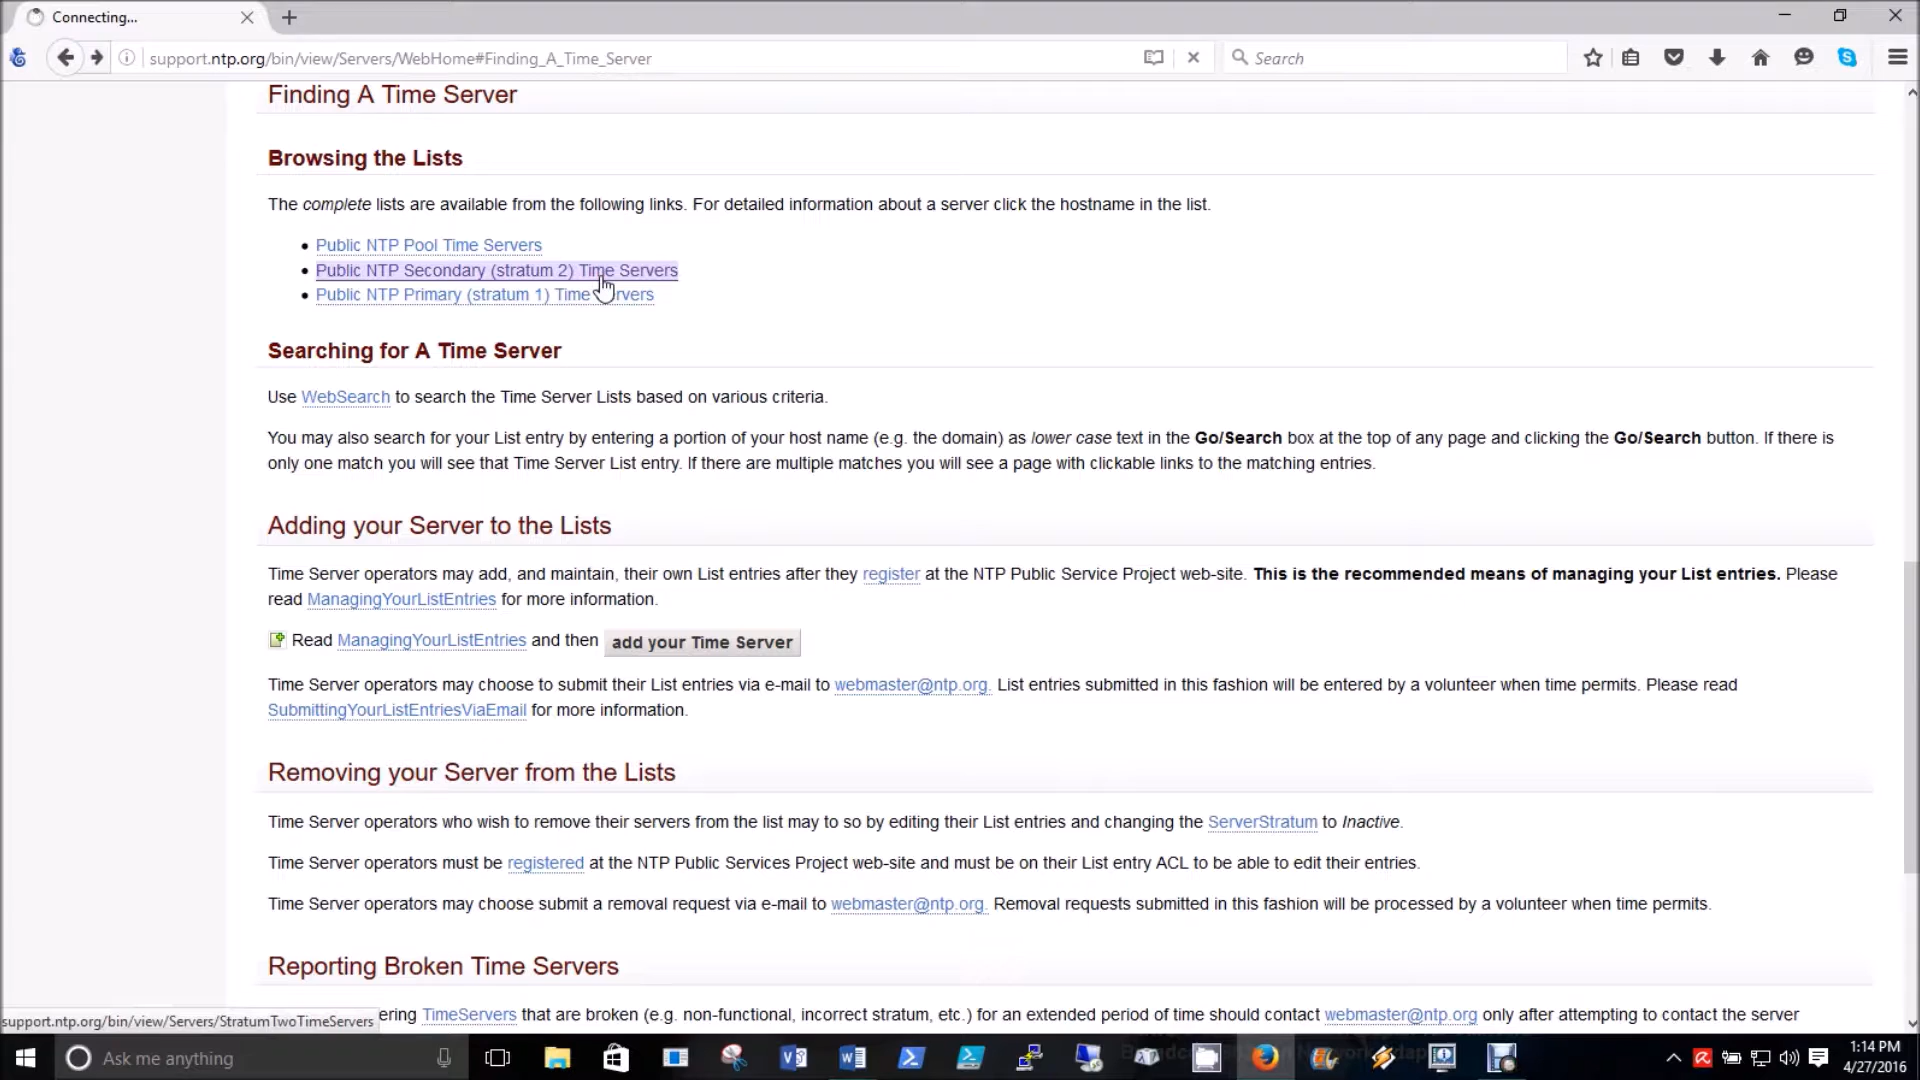 Connecting...
support.ntp.org/bin/view/Servers/WebHome#Finding_A_Time_Server
Search
Finding A Time Server
Browsing the Lists
The complete lists are available from the following links. For detailed information about a server click the hostname in the list.
Public NTP Pool Time Servers
Public NTP Secondary (stratum 2) Time Servers
Public NTP Primary (stratum 1) Time Servers
Searching for A Time Server
Use WebSearch to search the Time Server Lists based on various criteria.
You may also search for your List entry by entering a portion of your host name (e.g. the domain) as lower case text in the Go/Search box at the top of any page and clicking the Go/Search button. If there is
only one match you will see that Time Server List entry. If there are multiple matches you will see a page with clickable links to the matching entries.
Adding your Server to the Lists
Time Server operators may add, and maintain, their own List entries after they register at the NTP Public Service Project web-site. This is the recommended means of managing your List entries. Please
read ManagingYourListEntries for more information.
Read ManagingYourListEntries and then add your Time Server
Time Server operators may choose to submit their List entries via e-mail to webmaster@ntp.org. List entries submitted in this fashion will be entered by a volunteer when time permits. Please read
SubmittingYourListEntriesViaEmail for more information.
Removing your Server from the Lists
Time Server operators who wish to remove their servers from the list may to so by editing their List entries and changing the ServerStratum to Inactive.
Time Server operators must be registered at the NTP Public Services Project web-site and must be on their List entry ACL to be able to edit their entries.
Time Server operators may choose submit a removal request via e-mail to webmaster@ntp.org. Removal requests submitted in this fashion will be processed by a volunteer when time permits.
Reporting Broken Time Servers
ering TimeServers that are broken (e.g. non-functional, incorrect stratum, etc.) for an extended period of time should contact webmaster@ntp.org only after attempting to contact the server
support.ntp.org/bin/view/Servers/StratumTwoTimeServers
Ask me anything
1:14 PM
4/27/2016